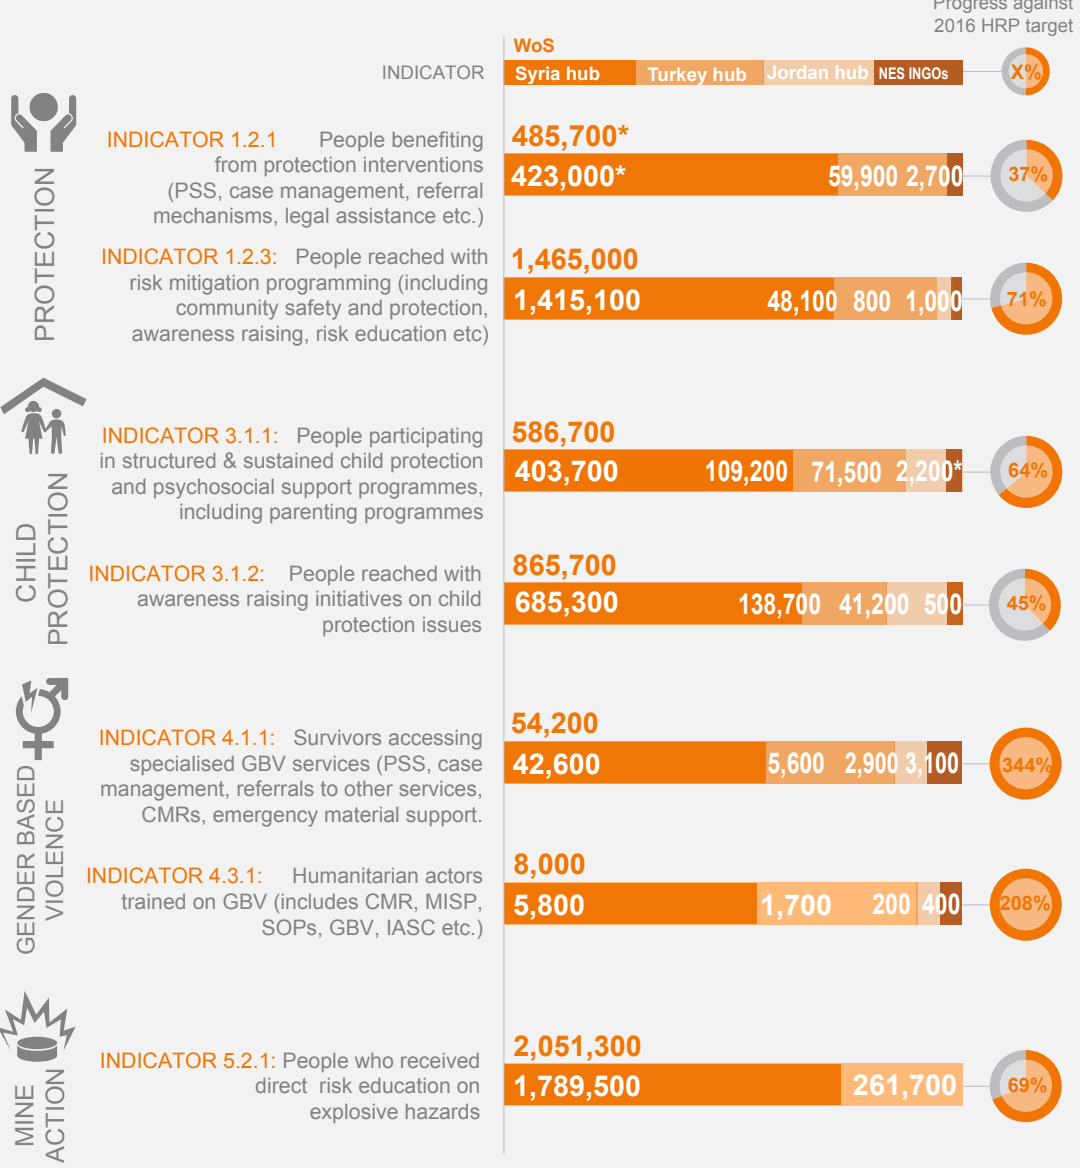 Progress against
2016 HRP target
WoS
INDICATOR
Syria hub Turkey hub Jordan hub NES INGOs
X%
PROTECTION
INDICATOR 1.2.1 People benefiting
from protection interventions
(PSS, case management, referral
mechanisms, legal assistance etc.)
485,700*
423,000* 59,900 2,700
37%
INDICATOR 1.2.3: People reached with
risk mitigation programming (including
community safety and protection,
awareness raising, risk education etc)
1,465,000
1,415,100 48,100 800 1,000
71%
CHILD
PROTECTION
INDICATOR 3.1.1: People participating
in structured & sustained child protection
and psychosocial support programmes,
including parenting programmes
586,700
403,700 109,200 71,500 2,200*
64%
INDICATOR 3.1.2: People reached with
awareness raising initiatives on child
protection issues
865,700
685,300 138,700 41,200 500
45%
GENDER BASED
VIOLENCE
INDICATOR 4.1.1: Survivors accessing
specialised GBV services (PSS, case
management, referrals to other services,
CMRs, emergency material support.
54,200
42,600 5,600 2,900 3,100
344%
INDICATOR 4.3.1: Humanitarian actors
trained on GBV (includes CMR, MISP,
SOPs, GBV, IASC etc.)
8,000
5,800 1,700 200 400
208%
MINE
ACTION
INDICATOR 5.2.1: People who received
direct risk education on
explosive hazards
2,051,300
1,789,500 261,700
69%